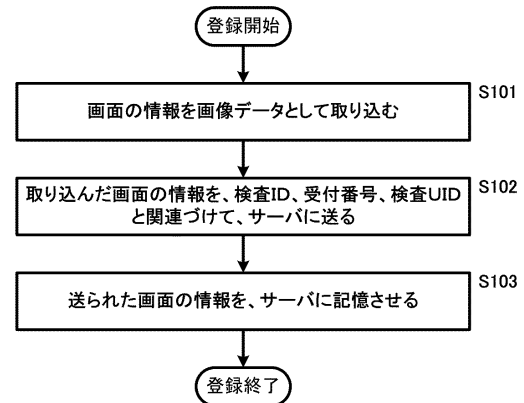 登録開始
S101
画面の情報を画像データとして取り込む
S102
取り込んだ画面の情報を、検査ID、受付番号、検査UID
と関連づけて、サーバに送る
S103
送られた画面の情報を、サーバに記憶させる
登録終了